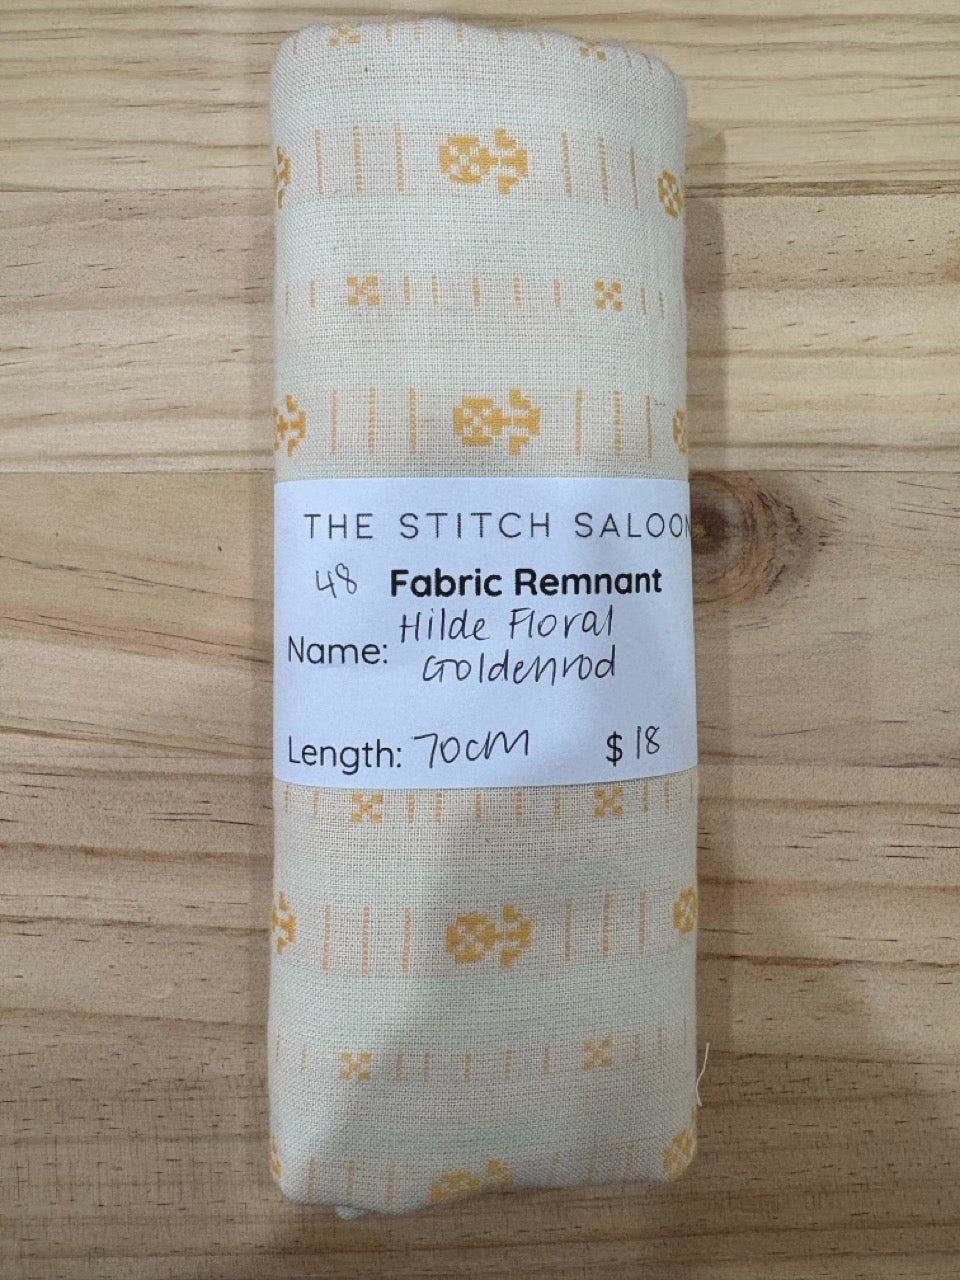 THE STITCH SALOON
48 Fabric Remnant
Name: Hilde Floral
Goldenrod
Length: 70cm $18